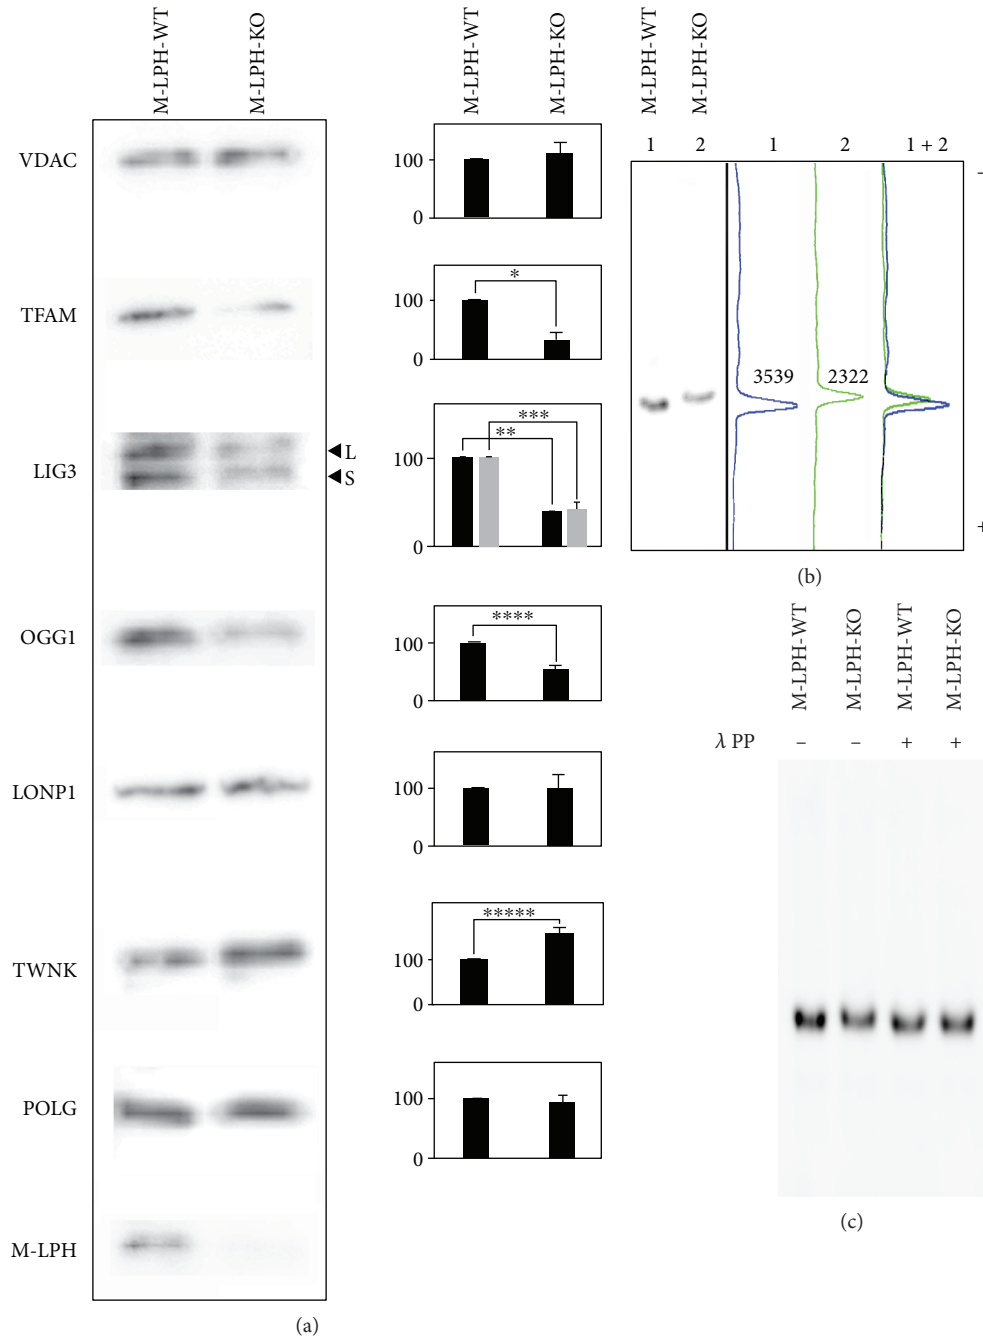 M-LPH-WT
M-LPH-KO
VDAC
TFAM
LIG3
L
S
OGG1
LONP1
TWNK
POLG
M-LPH
(a)
M-LPH-WT
M-LPH-KO
100
0
*
100
0
***
**
100
0
****
100
0
100
0
*****
100
0
100
0
M-LPH-WT
M-LPH-KO
1 2 1 2 1 + 2
–
3539 2322
+
(b)
M-LPH-WT
M-LPH-KO
M-LPH-WT
M-LPH-KO
λ PP – – + +
(c)